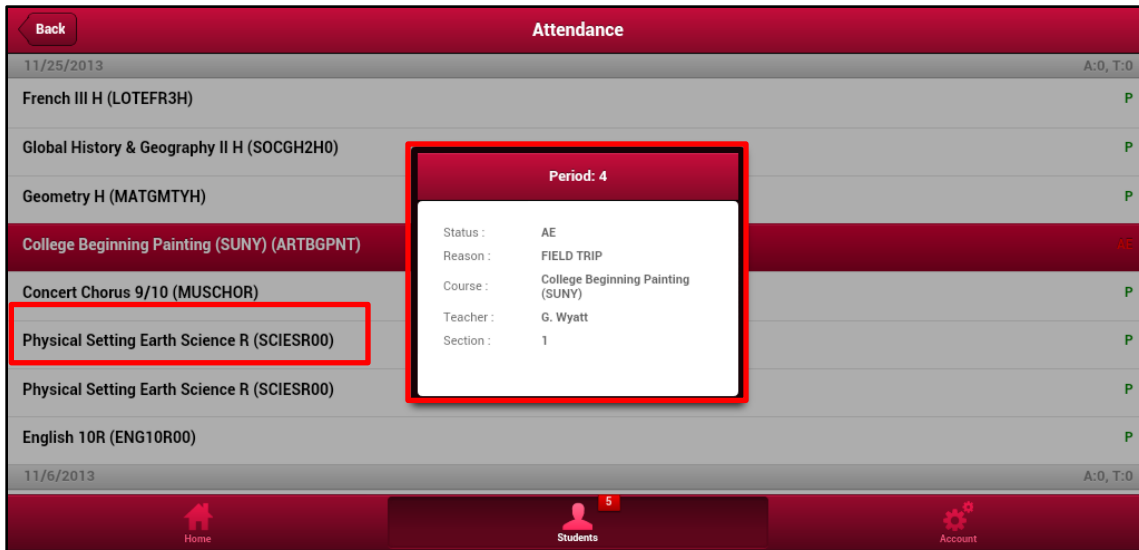 Back
Attendance
11/25/2013 A:0, T:0
French III H (LOTEFR3H) P
Global History & Geography II H (SOCGH2H0) P
Geometry H (MATGMTYH) P
College Beginning Painting (SUNY) (ARTBGPNT) AE
Concert Chorus 9/10 (MUSCHOR) P
Physical Setting Earth Science R (SCIESR00) P
Physical Setting Earth Science R (SCIESR00) P
English 10R (ENG10R00) P
11/6/2013 A:0, T:0
Period: 4
Status : AE
Reason : FIELD TRIP
Course : College Beginning Painting
(SUNY)
Teacher : G. Wyatt
Section : 1
Home
5
Students
Account